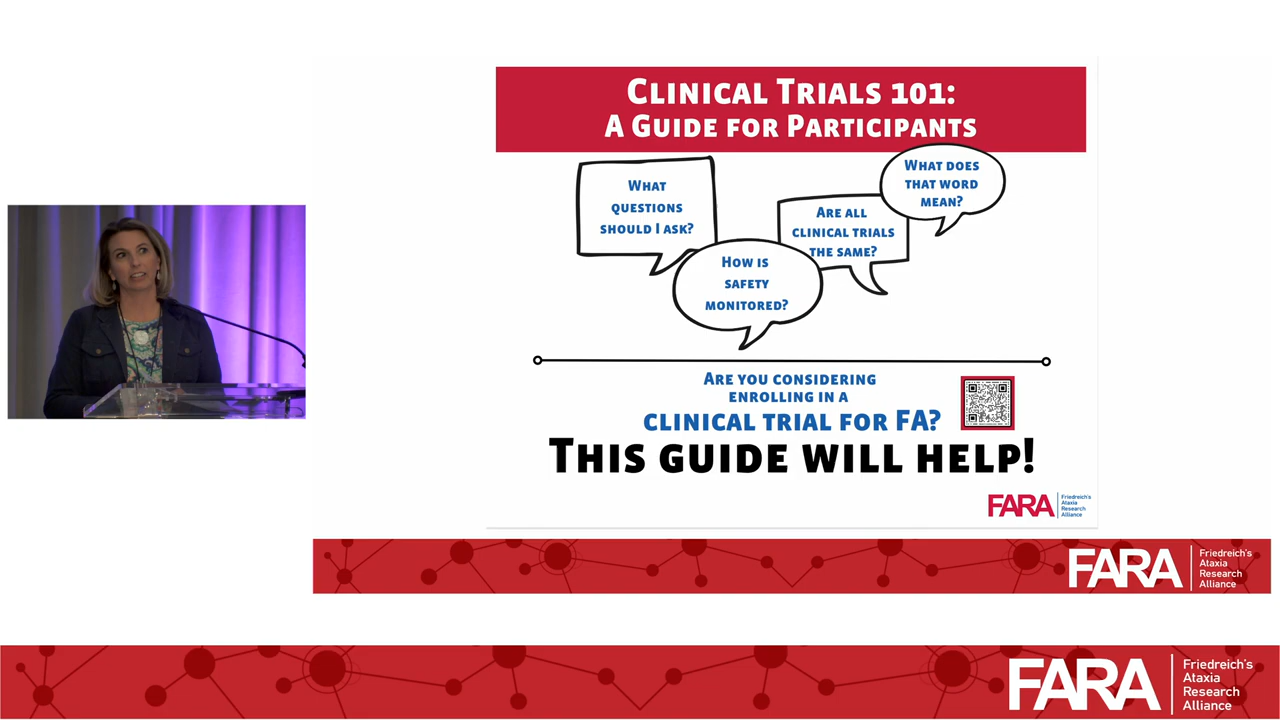 Clinical Trials 101:
A Guide for Participants
What
questions
should I ask?
How is
safety
monitored?
Are all
clinical trials
the same?
What does
that word
mean?
Are you considering
enrolling in a
clinical trial for FA?
This guide will help!
FARA
Friedreich's
Ataxia
Research
Alliance
FARA
Friedreich's
Ataxia
Research
Alliance
FARA
Friedreich's
Ataxia
Research
Alliance